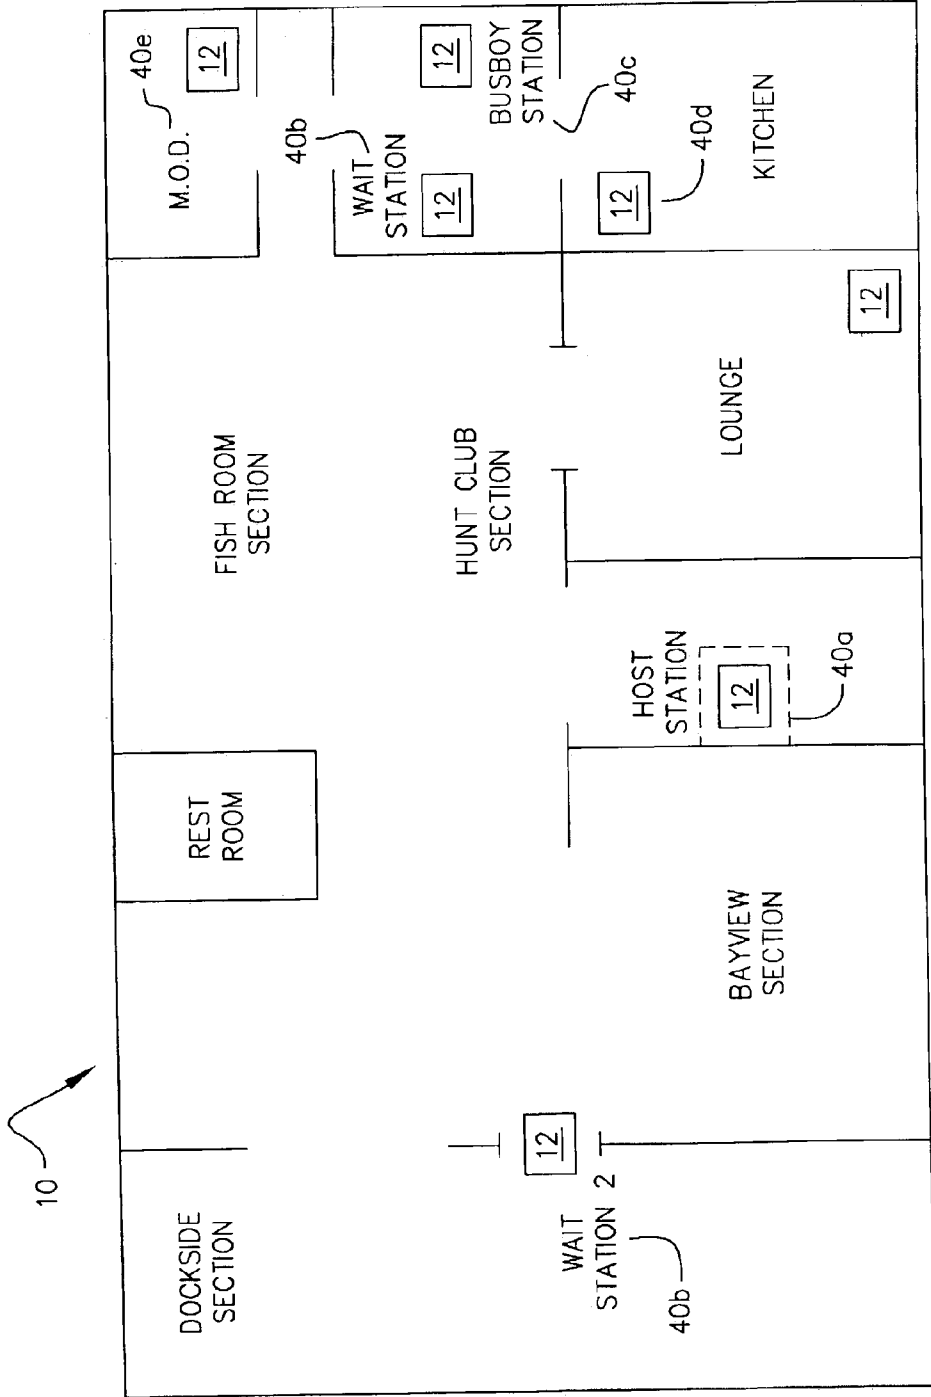 10
40e
M.O.D.
12
DOCKSIDE
SECTION
REST
ROOM
FISH ROOM
SECTION
40b
WAIT
STATION
12
12
BUSBOY
STATION
HUNT CLUB
SECTION
12
WAIT
STATION 2
40b
40c
12
40d
HOST
STATION
12
40a
BAYVIEW
SECTION
LOUNGE
12
KITCHEN